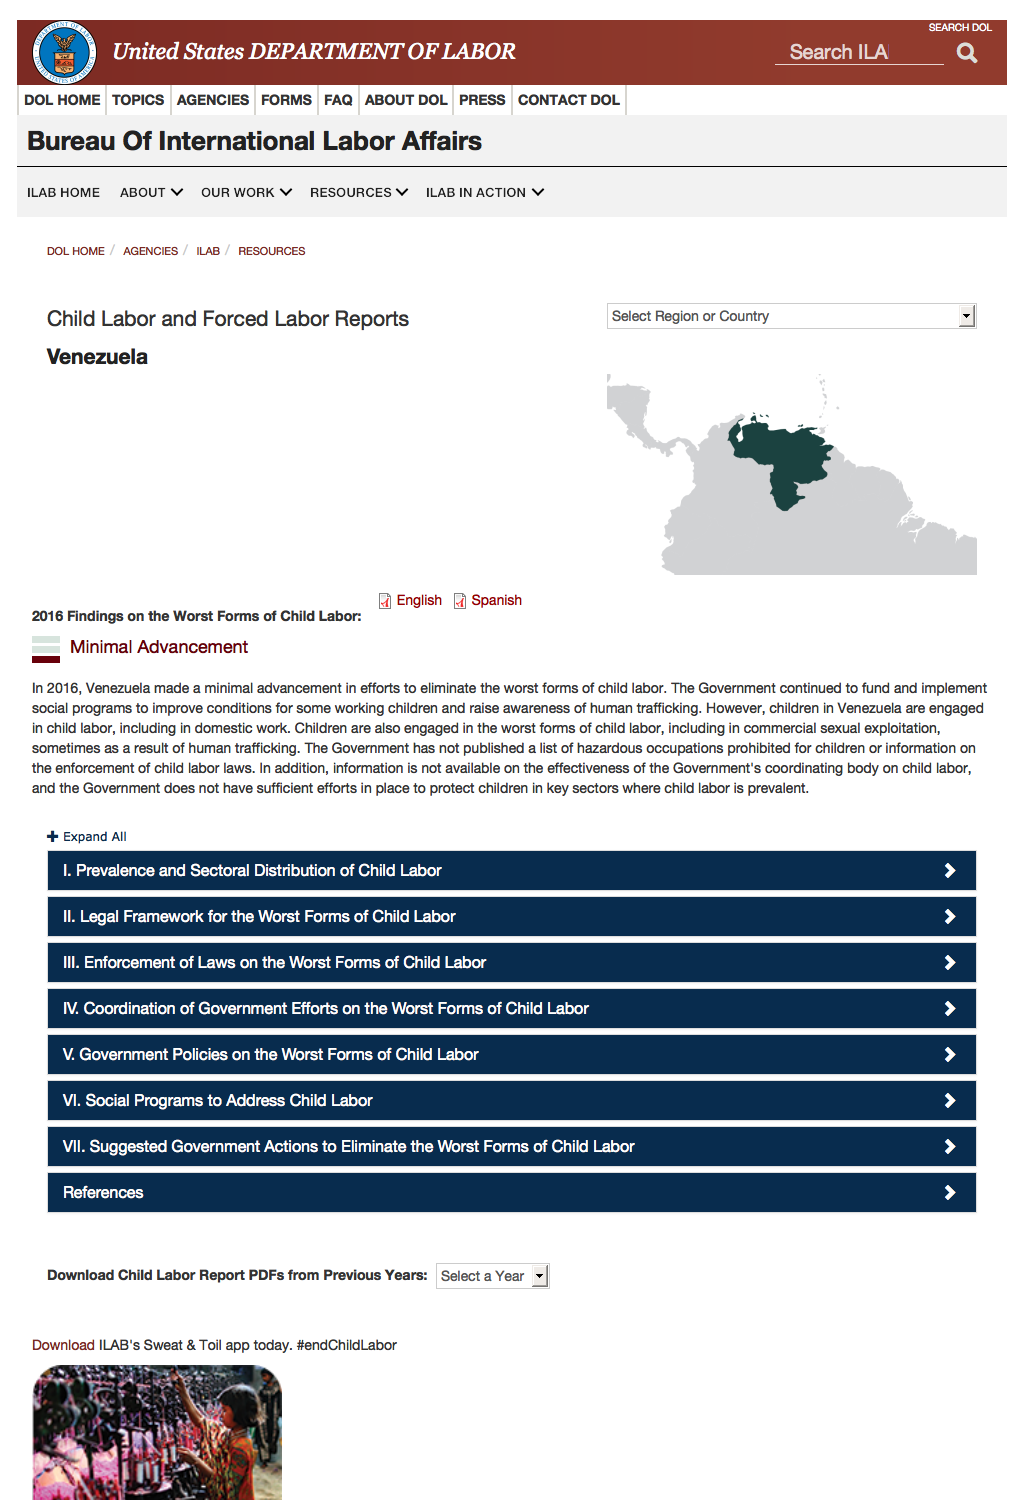 SEARCH DOL
United States DEPARTMENT OF LABOR
Search ILA
DOL HOME TOPICS AGENCIES FORMS FAQ ABOUT DOL PRESS CONTACT DOL
Bureau Of International Labor Affairs
ILAB HOME ABOUT OUR WORK RESOURCES ILAB IN ACTION
DOL HOME / AGENCIES / ILAB / RESOURCES
Child Labor and Forced Labor Reports
Select Region or Country
Venezuela
2016 Findings on the Worst Forms of Child Labor: English Spanish
Minimal Advancement
In 2016, Venezuela made a minimal advancement in efforts to eliminate the worst forms of child labor. The Government continued to fund and implement
social programs to improve conditions for some working children and raise awareness of human trafficking. However, children in Venezuela are engaged
in child labor, including in domestic work. Children are also engaged in the worst forms of child labor, including in commercial sexual exploitation,
sometimes as a result of human trafficking. The Government has not published a list of hazardous occupations prohibited for children or information on
the enforcement of child labor laws. In addition, information is not available on the effectiveness of the Government's coordinating body on child labor,
and the Government does not have sufficient efforts in place to protect children in key sectors where child labor is prevalent.
Expand All
I. Prevalence and Sectoral Distribution of Child Labor
II. Legal Framework for the Worst Forms of Child Labor
III. Enforcement of Laws on the Worst Forms of Child Labor
IV. Coordination of Government Efforts on the Worst Forms of Child Labor
V. Government Policies on the Worst Forms of Child Labor
VI. Social Programs to Address Child Labor
VII. Suggested Government Actions to Eliminate the Worst Forms of Child Labor
References
Download Child Labor Report PDFs from Previous Years: Select a Year
Download ILAB's Sweat & Toil app today. #endChildLabor